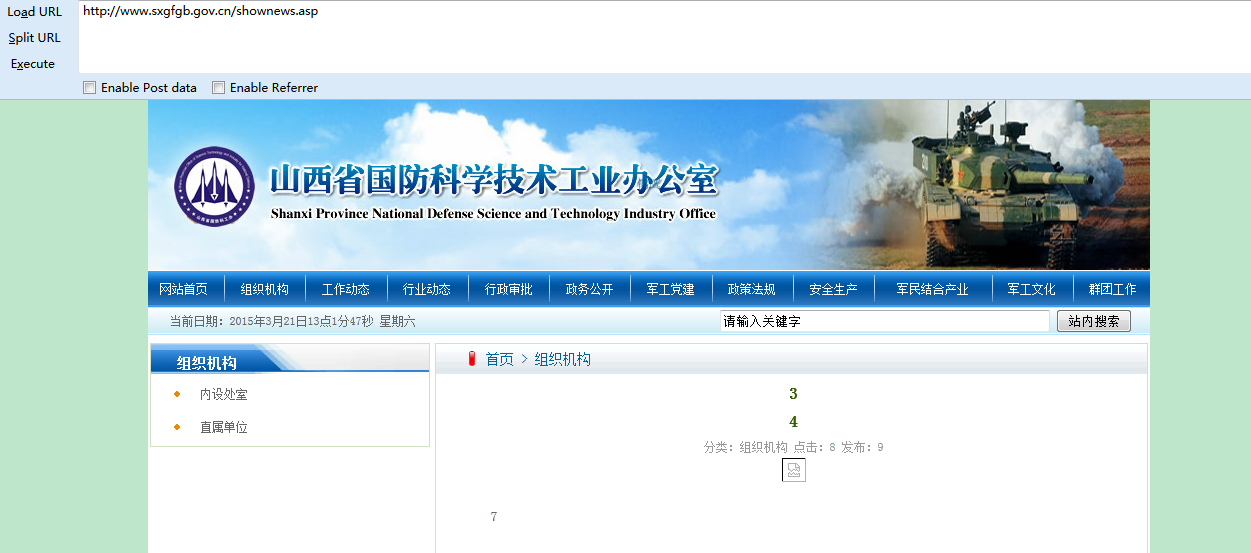 Load URL
http://www.sxgfgb.gov.cn/shownews.asp
Split URL
Execute
Enable Post data Enable Referrer
山西省国防科学技术工业办公室
Shanxi Province National Defense Science and Technology Industry Office
网站首页 组织机构 工作动态 行业动态 行政审批 政务公开 军工党建 政策法规 安全生产 军民结合产业 军工文化 群团工作
当前日期：2015年3月21日13点1分47秒 星期六 请输入关键字 站内搜索
组织机构
内设处室
直属单位
首页 > 组织机构
3
4
分类：组织机构 点击：8 发布：9
7